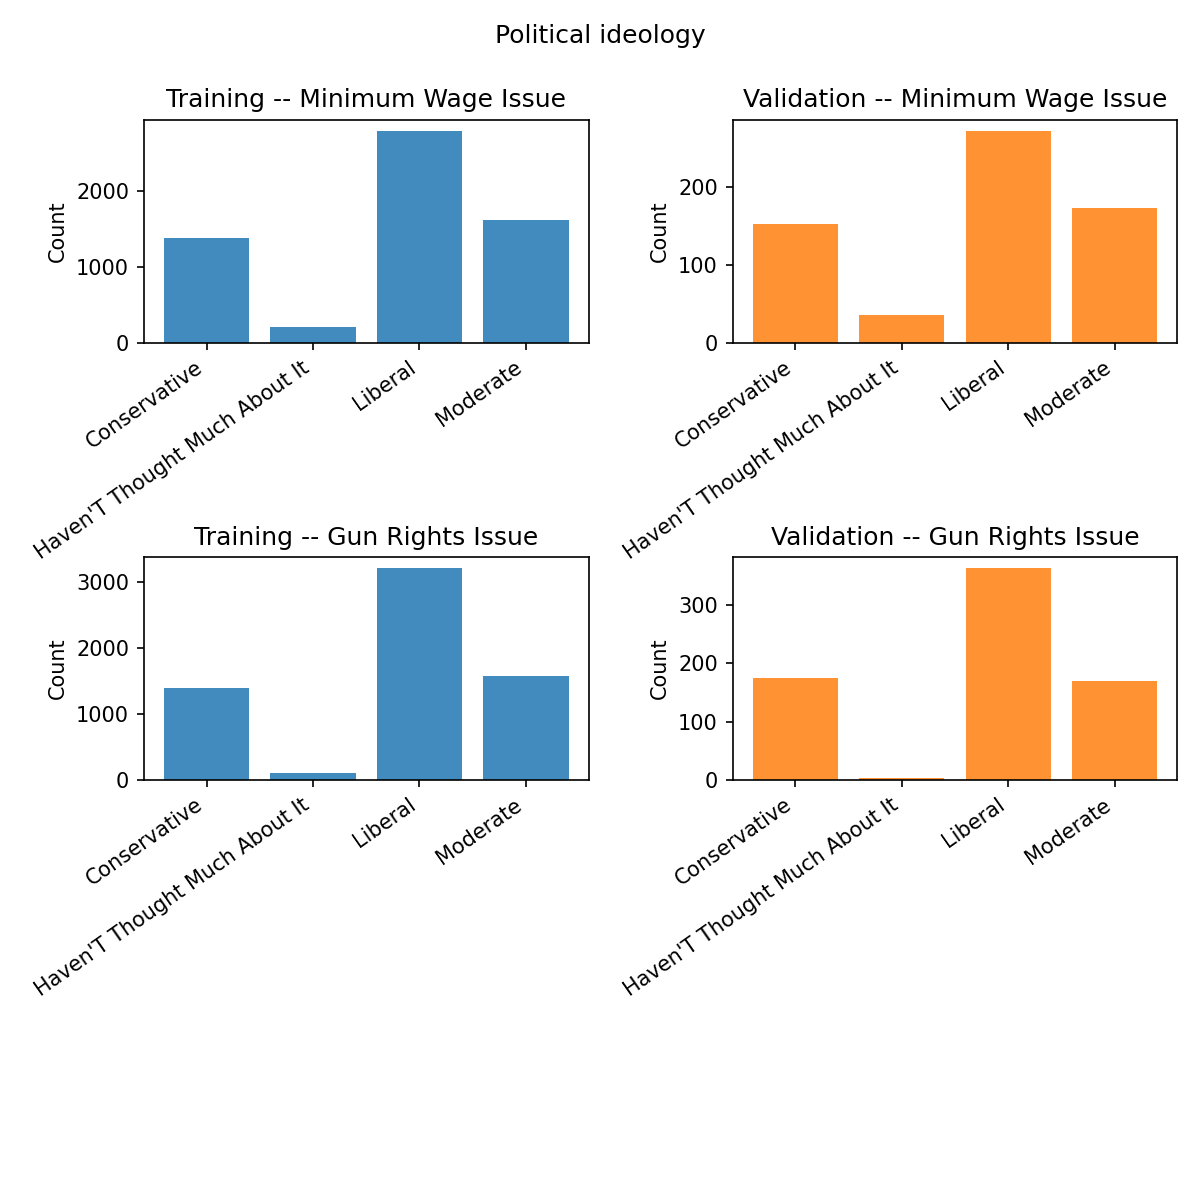 Political ideology
Training -- Minimum Wage Issue
Count
2000
1000
0
Conservative
Haven'T Thought Much About It
Liberal
Moderate
Validation -- Minimum Wage Issue
Count
200
100
0
Conservative
Haven'T Thought Much About It
Liberal
Moderate
Training -- Gun Rights Issue
Count
3000
2000
1000
0
Conservative
Haven'T Thought Much About It
Liberal
Moderate
Validation -- Gun Rights Issue
Count
300
200
100
0
Conservative
Haven'T Thought Much About It
Liberal
Moderate